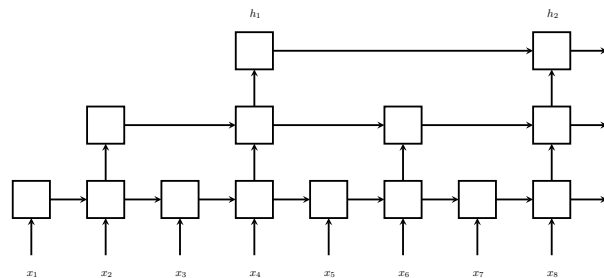 h₁ h₂
x₁ x₂ x₃ x₄ x₅ x₆ x₇ x₈